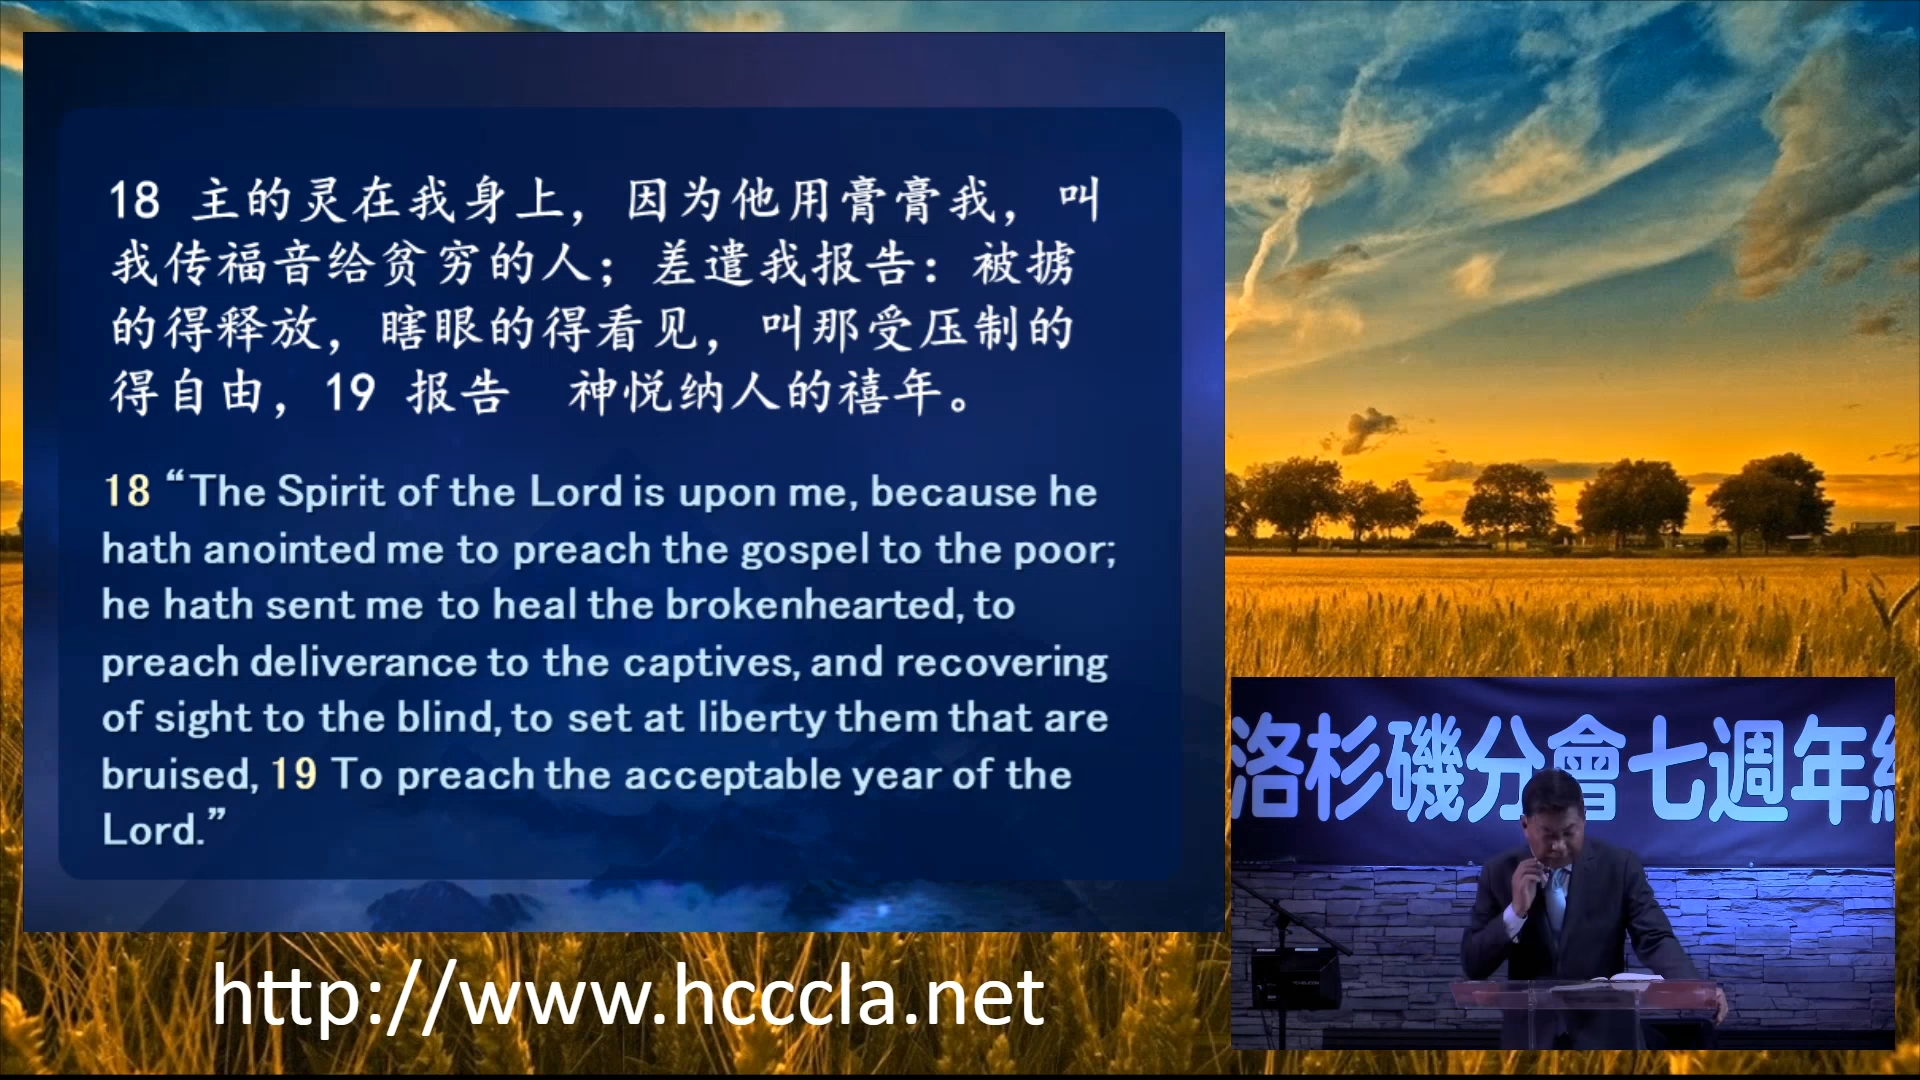 18 主的灵在我身上，因为他用膏膏我，叫
我传福音给贫穷的人；差遣我报告：被掳
的得释放，瞎眼的得看见，叫那受压制的
得自由，19 报告　神悦纳人的禧年。
18 “The Spirit of the Lord is upon me, because he
hath anointed me to preach the gospel to the poor;
he hath sent me to heal the brokenhearted, to
preach deliverance to the captives, and recovering
of sight to the blind, to set at liberty them that are
bruised, 19 To preach the acceptable year of the
Lord.”
洛杉磯分會七週年
http://www.hcccla.net